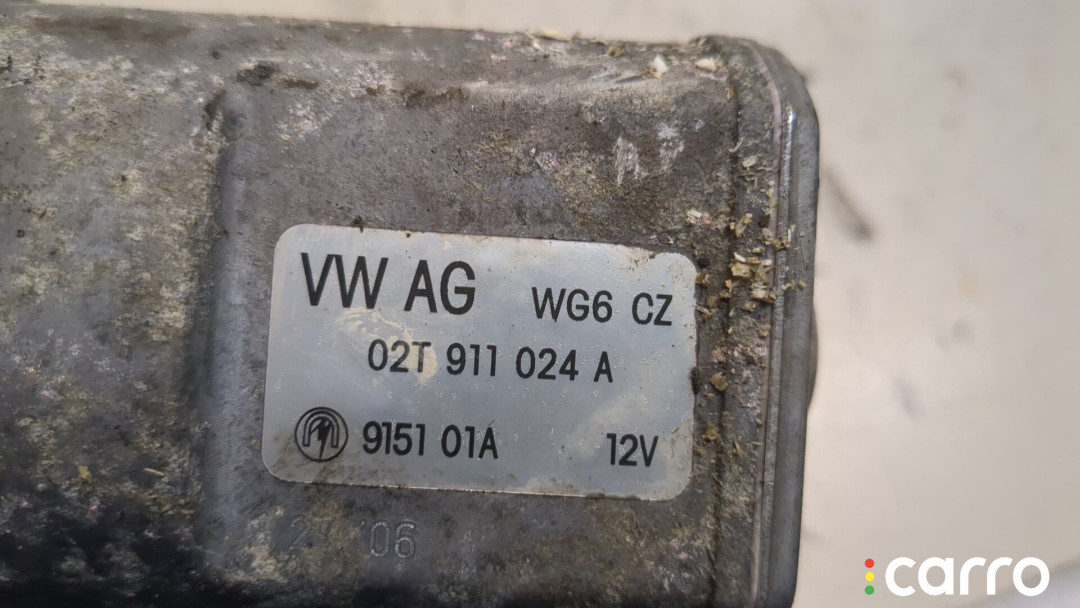 VW AG WG6 CZ
02T 911 024 A
9151 01A 12V
06
carro